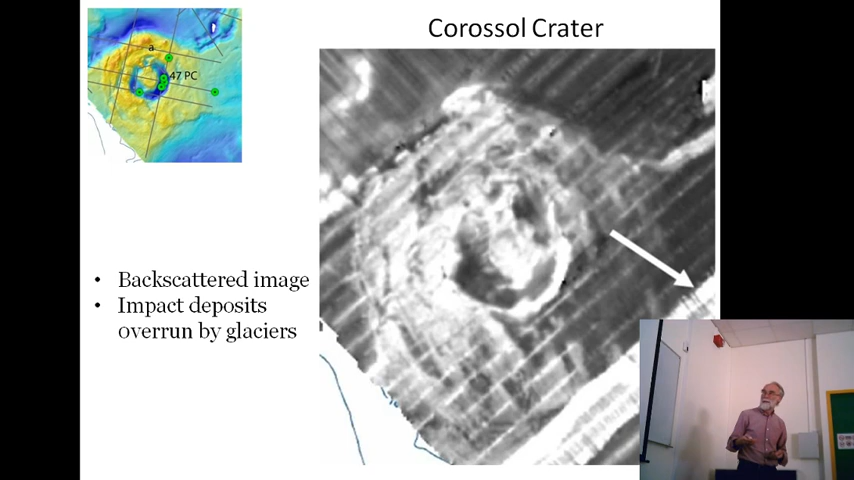 Corossol Crater
a
47 PC
• Backscattered image
• Impact deposits
overrun by glaciers